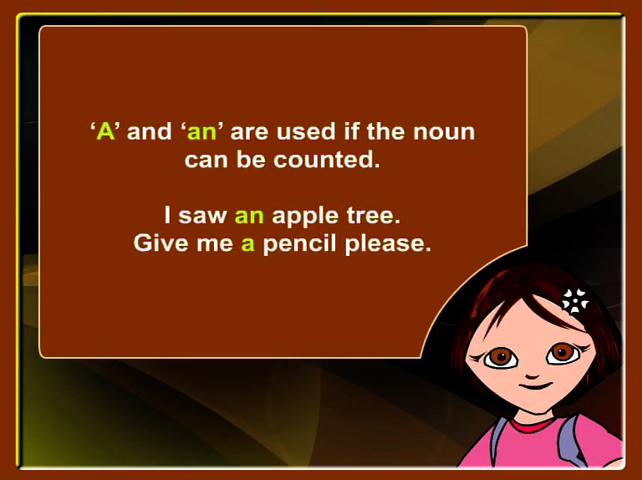 ‘A’ and ‘an’ are used if the noun
can be counted.
I saw an apple tree.
Give me a pencil please.